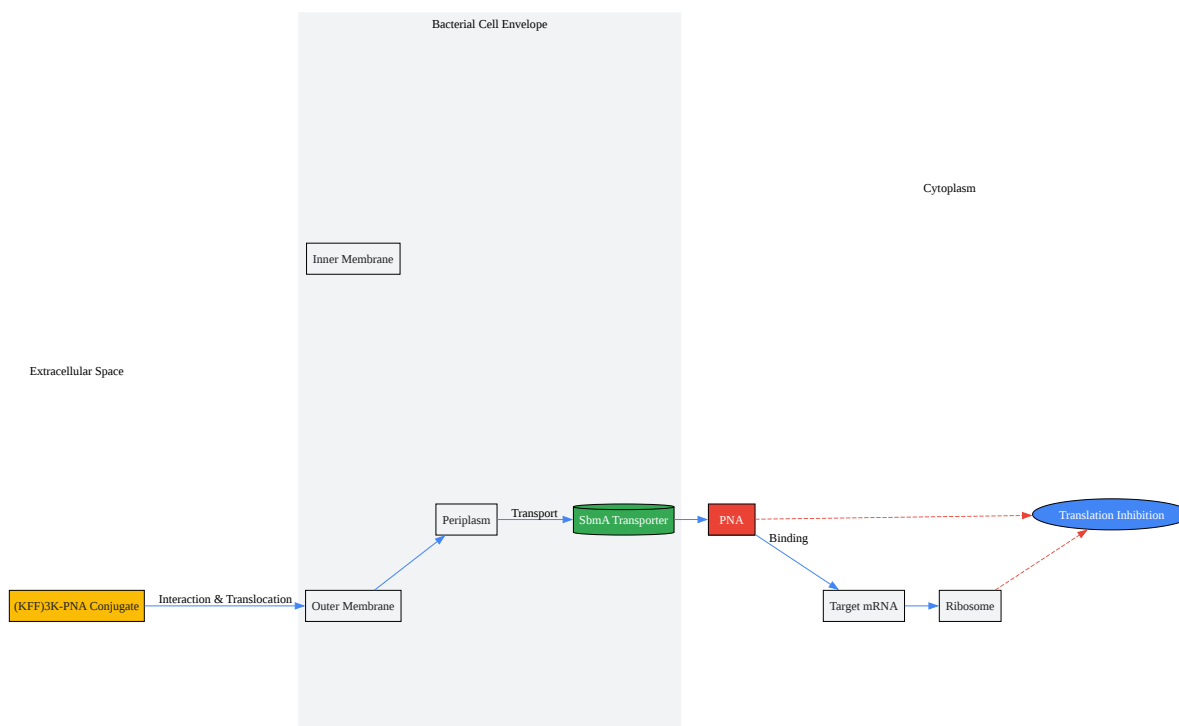 Bacterial Cell Envelope
Cytoplasm
Inner Membrane
Extracellular Space
Periplasm
Transport
SbmA Transporter
PNA
Translation Inhibition
Binding
(KFF)3K-PNA Conjugate
Interaction & Translocation
Outer Membrane
Target mRNA
Ribosome